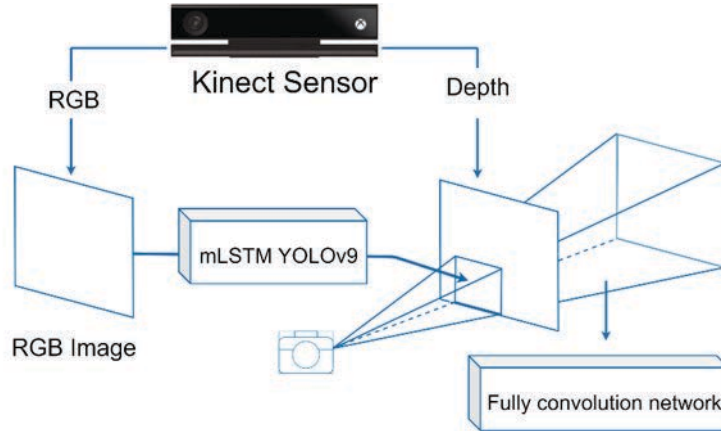 Kinect Sensor
RGB
Depth
mLSTM YOLOv9
RGB Image
Fully convolution network